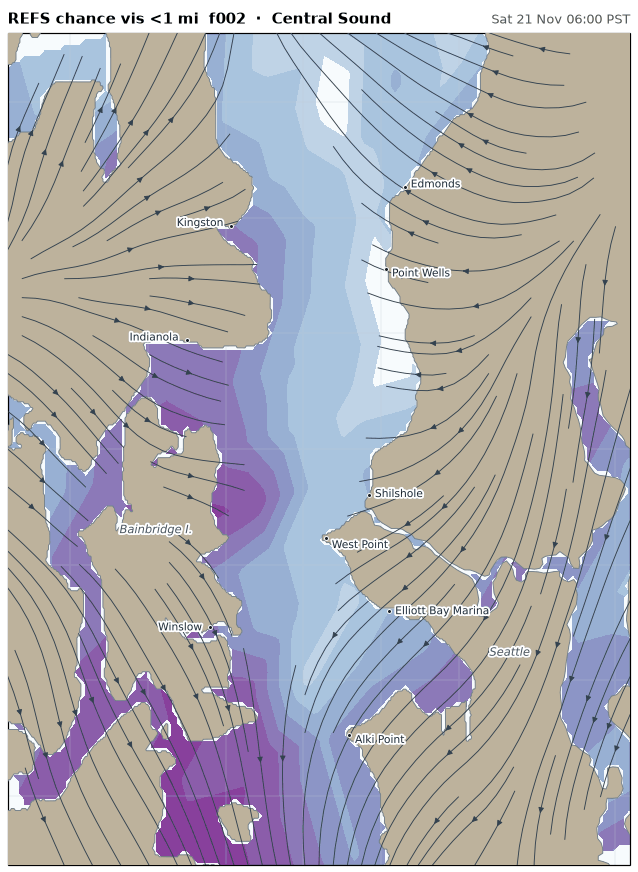 REFS chance vis <1 mi  f002  ·  Central Sound
Sat 21 Nov 06:00 PST
Edmonds
Kingston
Point Wells
Indianola
Shilshole
Bainbridge I.
West Point
Elliott Bay Marina
Winslow
Seattle
Alki Point